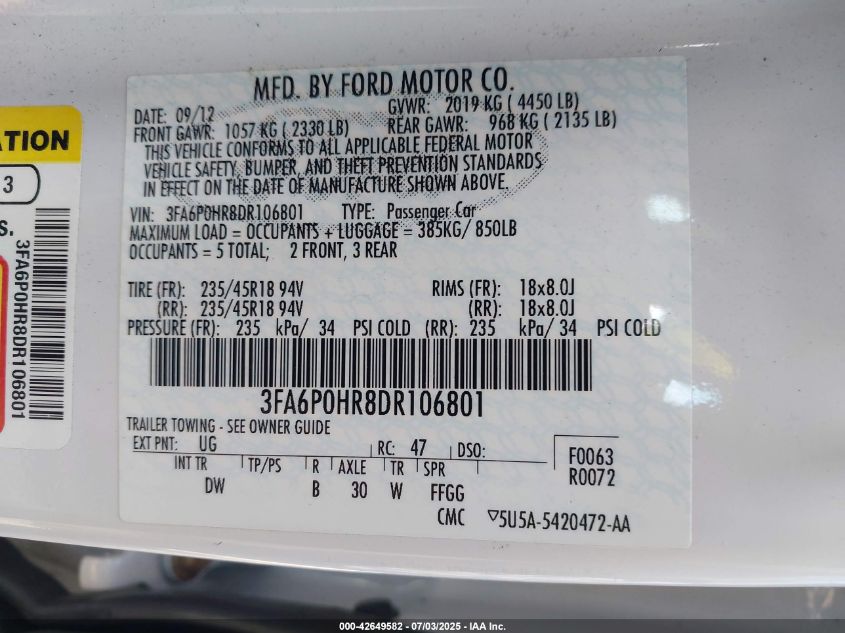 MFD. BY FORD MOTOR CO.
DATE: 09/12 GVWR: 2019 KG ( 4450 LB)
FRONT GAWR: 1057 KG ( 2330 LB) REAR GAWR: 968 KG ( 2135 LB)
THIS VEHICLE CONFORMS TO ALL APPLICABLE FEDERAL MOTOR
VEHICLE SAFETY, BUMPER, AND THEFT PREVENTION STANDARDS
IN EFFECT ON THE DATE OF MANUFACTURE SHOWN ABOVE.
VIN: 3FA6P0HR8DR106801 TYPE: Passenger Car
MAXIMUM LOAD = OCCUPANTS + LUGGAGE = 385KG/ 850LB
OCCUPANTS = 5 TOTAL; 2 FRONT, 3 REAR
TIRE (FR): 235/45R18 94V RIMS (FR): 18x8.0J
(RR): 235/45R18 94V (RR): 18x8.0J
PRESSURE (FR): 235 kPa/ 34 PSI COLD (RR): 235 kPa/ 34 PSI COLD
3FA6P0HR8DR106801
TRAILER TOWING - SEE OWNER GUIDE
EXT PNT: UG RC: 47 DSO: F0063
R0072
INT TR TP/PS R AXLE TR SPR
DW B 30 W FFGG
CMC 5U5A-5420472-AA
ATION
3
S.
3FA6P0HR8DR106801
000-42649582 - 07/03/2025 - IAA Inc.